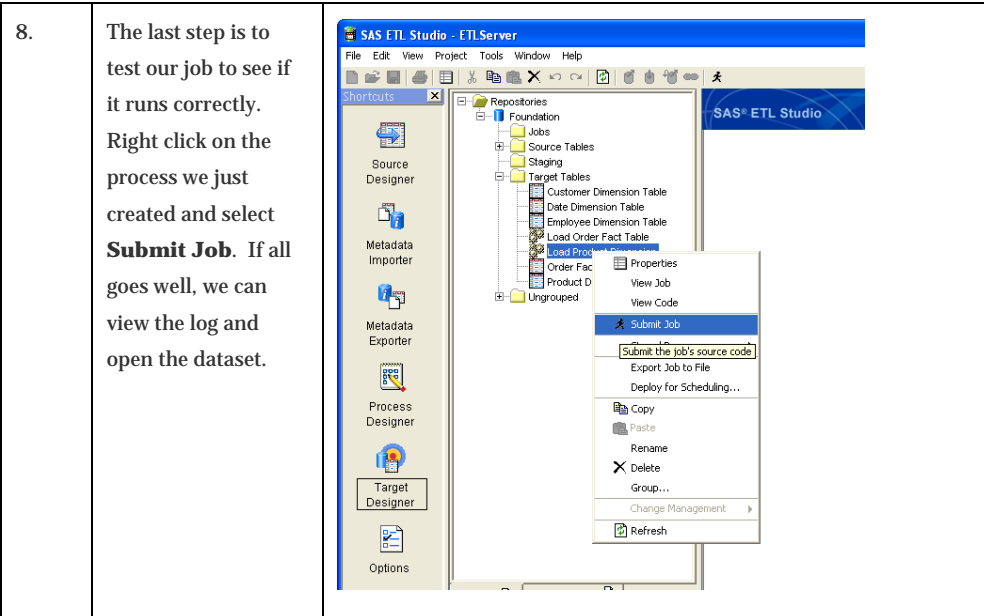 8.
The last step is to
test our job to see if
it runs correctly.
Right click on the
process we just
created and select
Submit Job. If all
goes well, we can
view the log and
open the dataset.
SAS ETL Studio - ETLServer
File Edit View Project Tools Window Help
Shortcuts
Source
Designer
Metadata
Importer
Metadata
Exporter
Process
Designer
Target
Designer
Options
Repositories
Foundation
Jobs
Source Tables
Staging
Target Tables
Customer Dimension Table
Date Dimension Table
Employee Dimension Table
Load Order Fact Table
Load Product Dimension
Order Fac
Product D
Ungrouped
SAS® ETL Studio
Properties
View Job
View Code
Submit Job
Submit the job's source code
Export Job to File
Deploy for Scheduling...
Copy
Paste
Rename
Delete
Group...
Change Management
Refresh